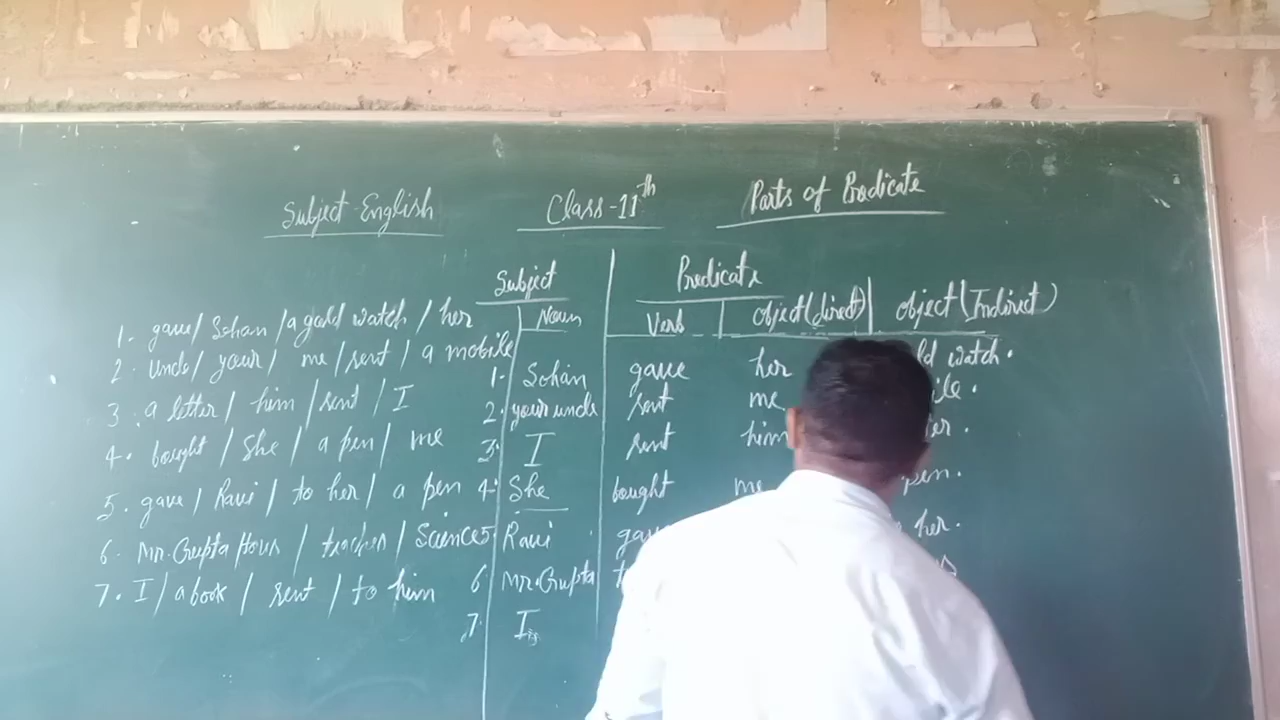 Subject-English Class-11th Parts of Predicate
Subject Predicate
Noun Verb object(direct) object(Indirect)
1. gave/ Sohan /a gold watch / her
2. uncle/ your/ me/sent/ a mobile
3. a letter/ him /sent / I
4. bought / She / a pen/ me
5. gave / Ravi / to her/ a pen
6. Mr. Gupta / teaches / Science
7. I / a book / sent / to him
1. Sohan gave her watch.
2. your uncle sent me
3. I sent him
4. She bought me pen.
5. Ravi her.
6. Mr. Gupta
7. I